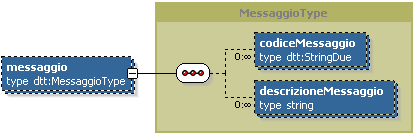 MessaggioType
messaggio
type dtt:MessaggioType
0:∞
codiceMessaggio
type dtt:StringDue
0:∞
descrizioneMessaggio
type string